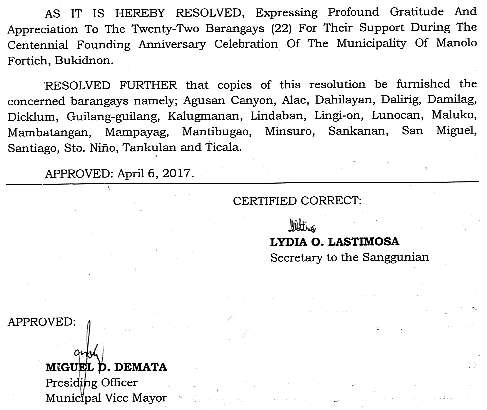 AS IT IS HEREBY RESOLVED, Expressing Profound Gratitude And
Appreciation To The Twenty-Two Barangays (22) For Their Support During The
Centennial Founding Anniversary Celebration Of The Municipality Of Manolo
Fortich, Bukidnon.
RESOLVED FURTHER that copies of this resolution be furnished the
concerned barangays namely; Agusan Canyon, Alae, Dahilayan, Dalirig, Damilag,
Dicklum, Guilang-guilang, Kalugmanan, Lindaban, Lingi-on, Lunocan, Maluko,
Mambatangan, Mampayag, Mantibugao, Minsuro, Sankanan, San Miguel,
Santiago, Sto. Niño, Tankulan and Ticala.
APPROVED: April 6, 2017.
CERTIFIED CORRECT:
LYDIA O. LASTIMOSA
Secretary to the Sanggunian
APPROVED:
MIGUEL D. DEMATA
Presiding Officer
Municipal Vice Mayor